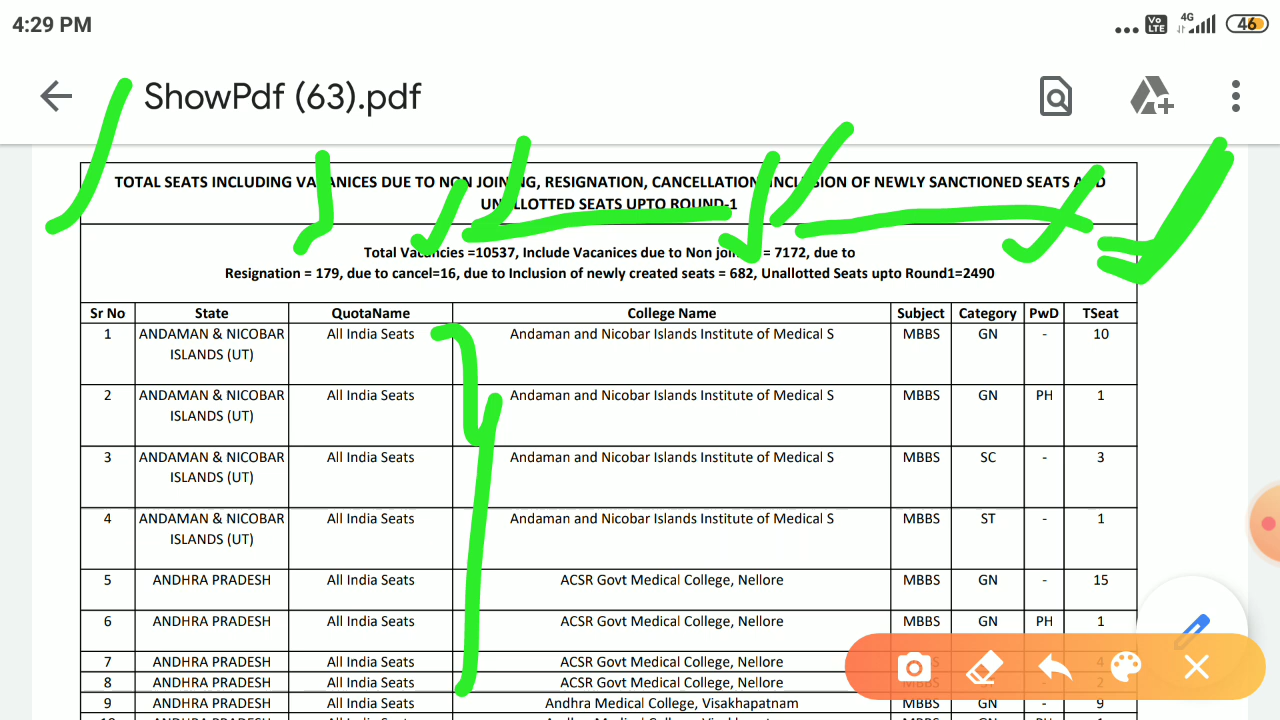 4:29 PM
Vo LTE
4G
46
ShowPdf (63).pdf
TOTAL SEATS INCLUDING VACANICES DUE TO NON JOINING, RESIGNATION, CANCELLATION, INCLUSION OF NEWLY SANCTIONED SEATS AND
UNALLOTTED SEATS UPTO ROUND-1
Total Vacancies =10537, Include Vacanices due to Non joining = 7172, due to
Resignation = 179, due to cancel=16, due to Inclusion of newly created seats = 682, Unallotted Seats upto Round1=2490
Sr No State QuotaName College Name Subject Category PwD TSeat
1 ANDAMAN & NICOBAR ISLANDS (UT) All India Seats Andaman and Nicobar Islands Institute of Medical S MBBS GN - 10
2 ANDAMAN & NICOBAR ISLANDS (UT) All India Seats Andaman and Nicobar Islands Institute of Medical S MBBS GN PH 1
3 ANDAMAN & NICOBAR ISLANDS (UT) All India Seats Andaman and Nicobar Islands Institute of Medical S MBBS SC - 3
4 ANDAMAN & NICOBAR ISLANDS (UT) All India Seats Andaman and Nicobar Islands Institute of Medical S MBBS ST - 1
5 ANDHRA PRADESH All India Seats ACSR Govt Medical College, Nellore MBBS GN - 15
6 ANDHRA PRADESH All India Seats ACSR Govt Medical College, Nellore MBBS GN PH 1
7 ANDHRA PRADESH All India Seats ACSR Govt Medical College, Nellore 4
8 ANDHRA PRADESH All India Seats ACSR Govt Medical College, Nellore MBBS 2
9 ANDHRA PRADESH All India Seats Andhra Medical College, Visakhapatnam MBBS GN - 9